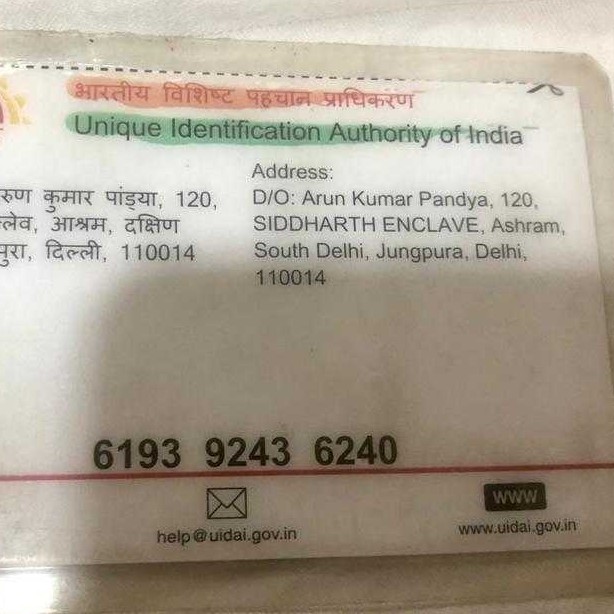 भारतीय विशिष्ट पहचान प्राधिकरण
Unique Identification Authority of India
रुण कुमार पांड्या, 120,
लेव, आश्रम, दक्षिण
पुरा, दिल्ली, 110014
Address:
D/O: Arun Kumar Pandya, 120,
SIDDHARTH ENCLAVE, Ashram,
South Delhi, Jungpura, Delhi,
110014
6193 9243 6240
help@uidai.gov.in
www
www.uidai.gov.in